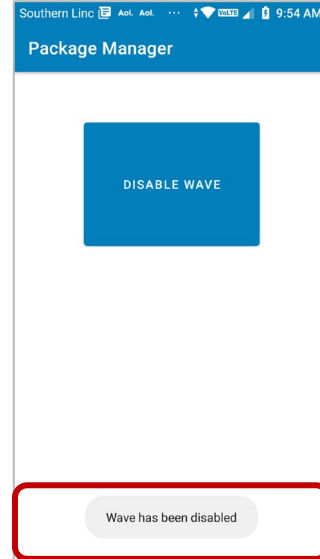 Southern Linc Aol. Aol. ... VoLTE 9:54 AM
Package Manager
DISABLE WAVE
Wave has been disabled